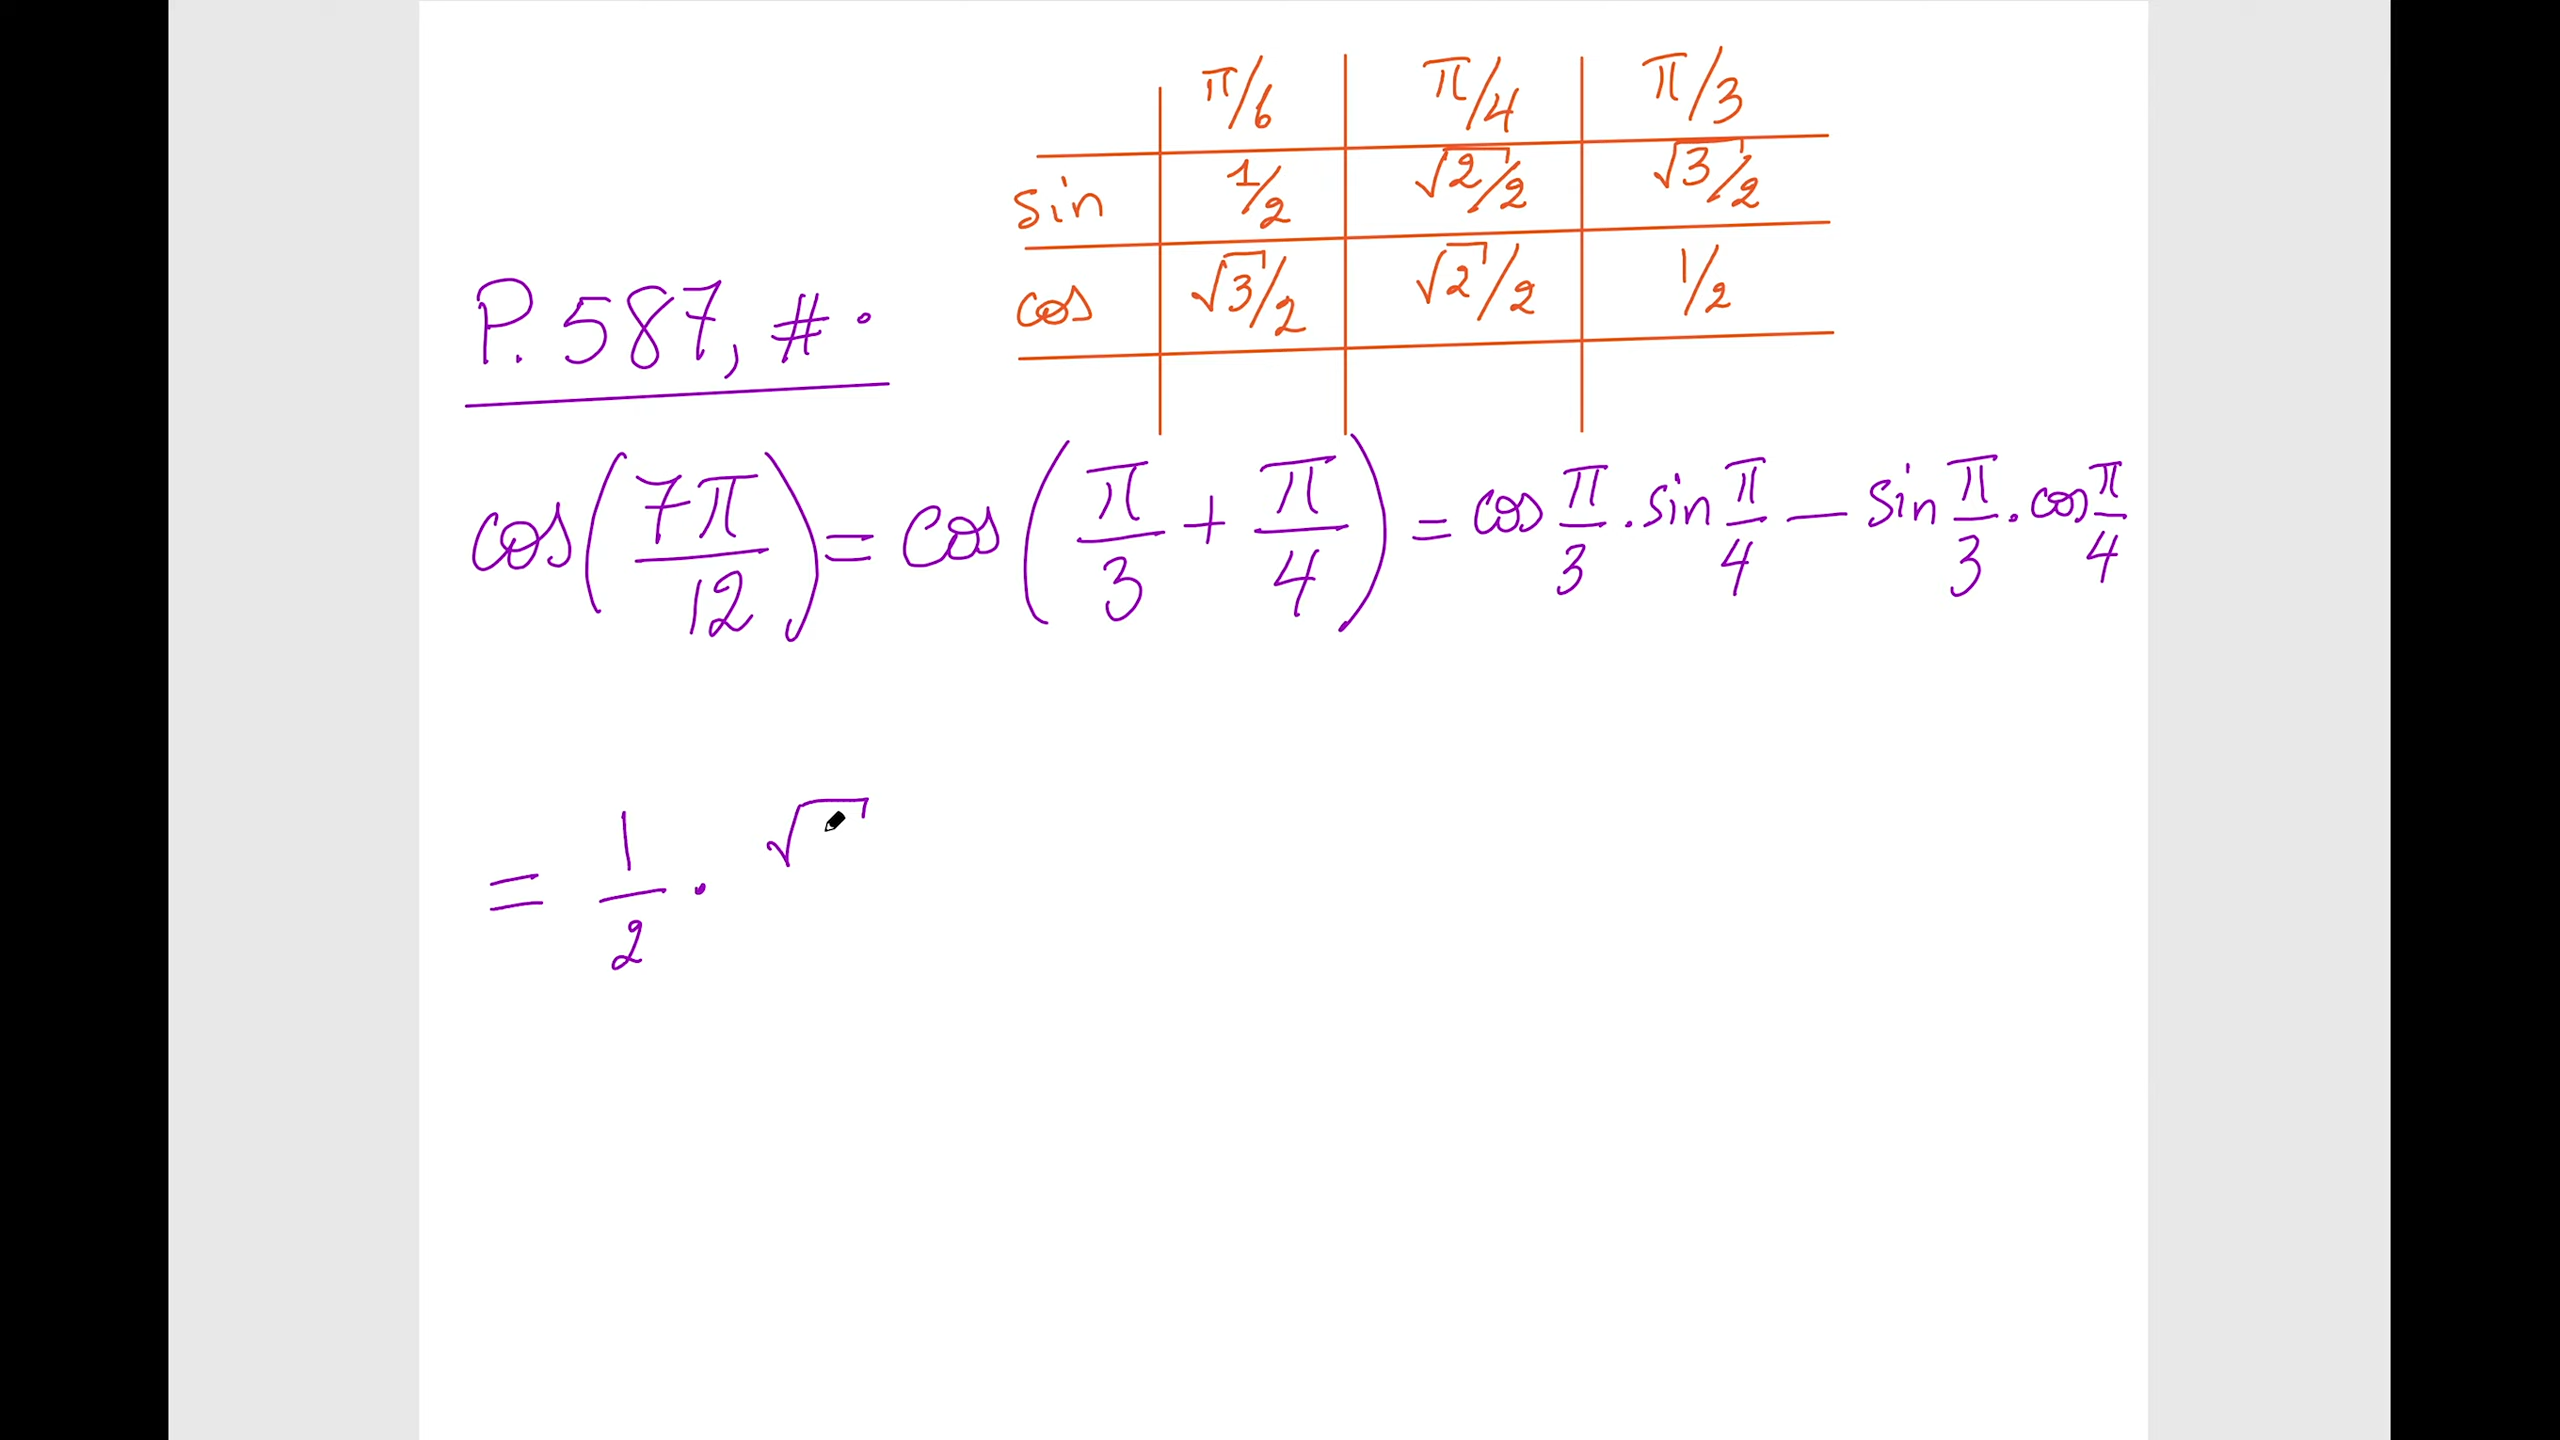 π/6 π/4 π/3
sin 1/2 √2/2 √3/2
cos √3/2 √2/2 1/2
P. 587, # .
cos(7π/12) = cos(π/3 + π/4) = cos π/3 . sin π/4 — sin π/3 . cos π/4
= 1/2 . √